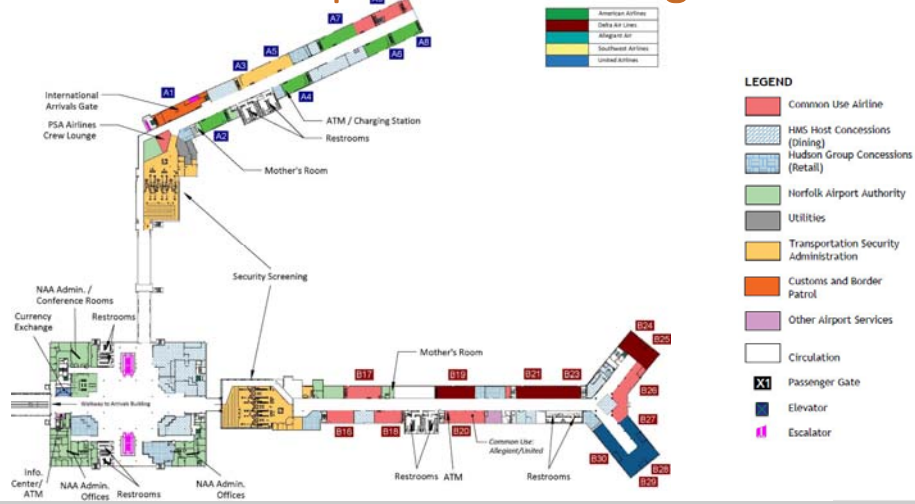 A7
A5
A3
A1
A8
A6
A4
A2
International
Arrivals Gate
PSA Airlines
Crew Lounge
ATM / Charging Station
Restrooms
Mother's Room
Security Screening
NAA Admin. /
Conference Rooms
Currency
Exchange
Restrooms
Walkway to Arrivals Building
Info.
Center/
ATM
NAA Admin.
Offices
Restrooms
NAA Admin.
Offices
Mother's Room
B17
B19
B21
B23
B24
B25
B26
B27
B28
B29
B30
B16
B18
B20
Restrooms
ATM
Common Use:
Allegiant/United
Restrooms
American Airlines
Delta Air Lines
Allegiant Air
Southwest Airlines
United Airlines
LEGEND
Common Use Airline
HMS Host Concessions
(Dining)
Hudson Group Concessions
(Retail)
Norfolk Airport Authority
Utilities
Transportation Security
Administration
Customs and Border
Patrol
Other Airport Services
Circulation
X1 Passenger Gate
Elevator
Escalator